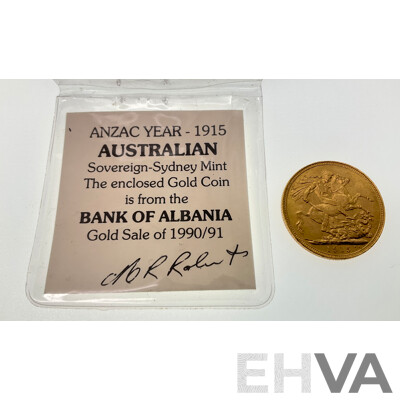 ANZAC YEAR - 1915
AUSTRALIAN
Sovereign-Sydney Mint
The enclosed Gold Coin
is from the
BANK OF ALBANIA
Gold Sale of 1990/91
EHVA